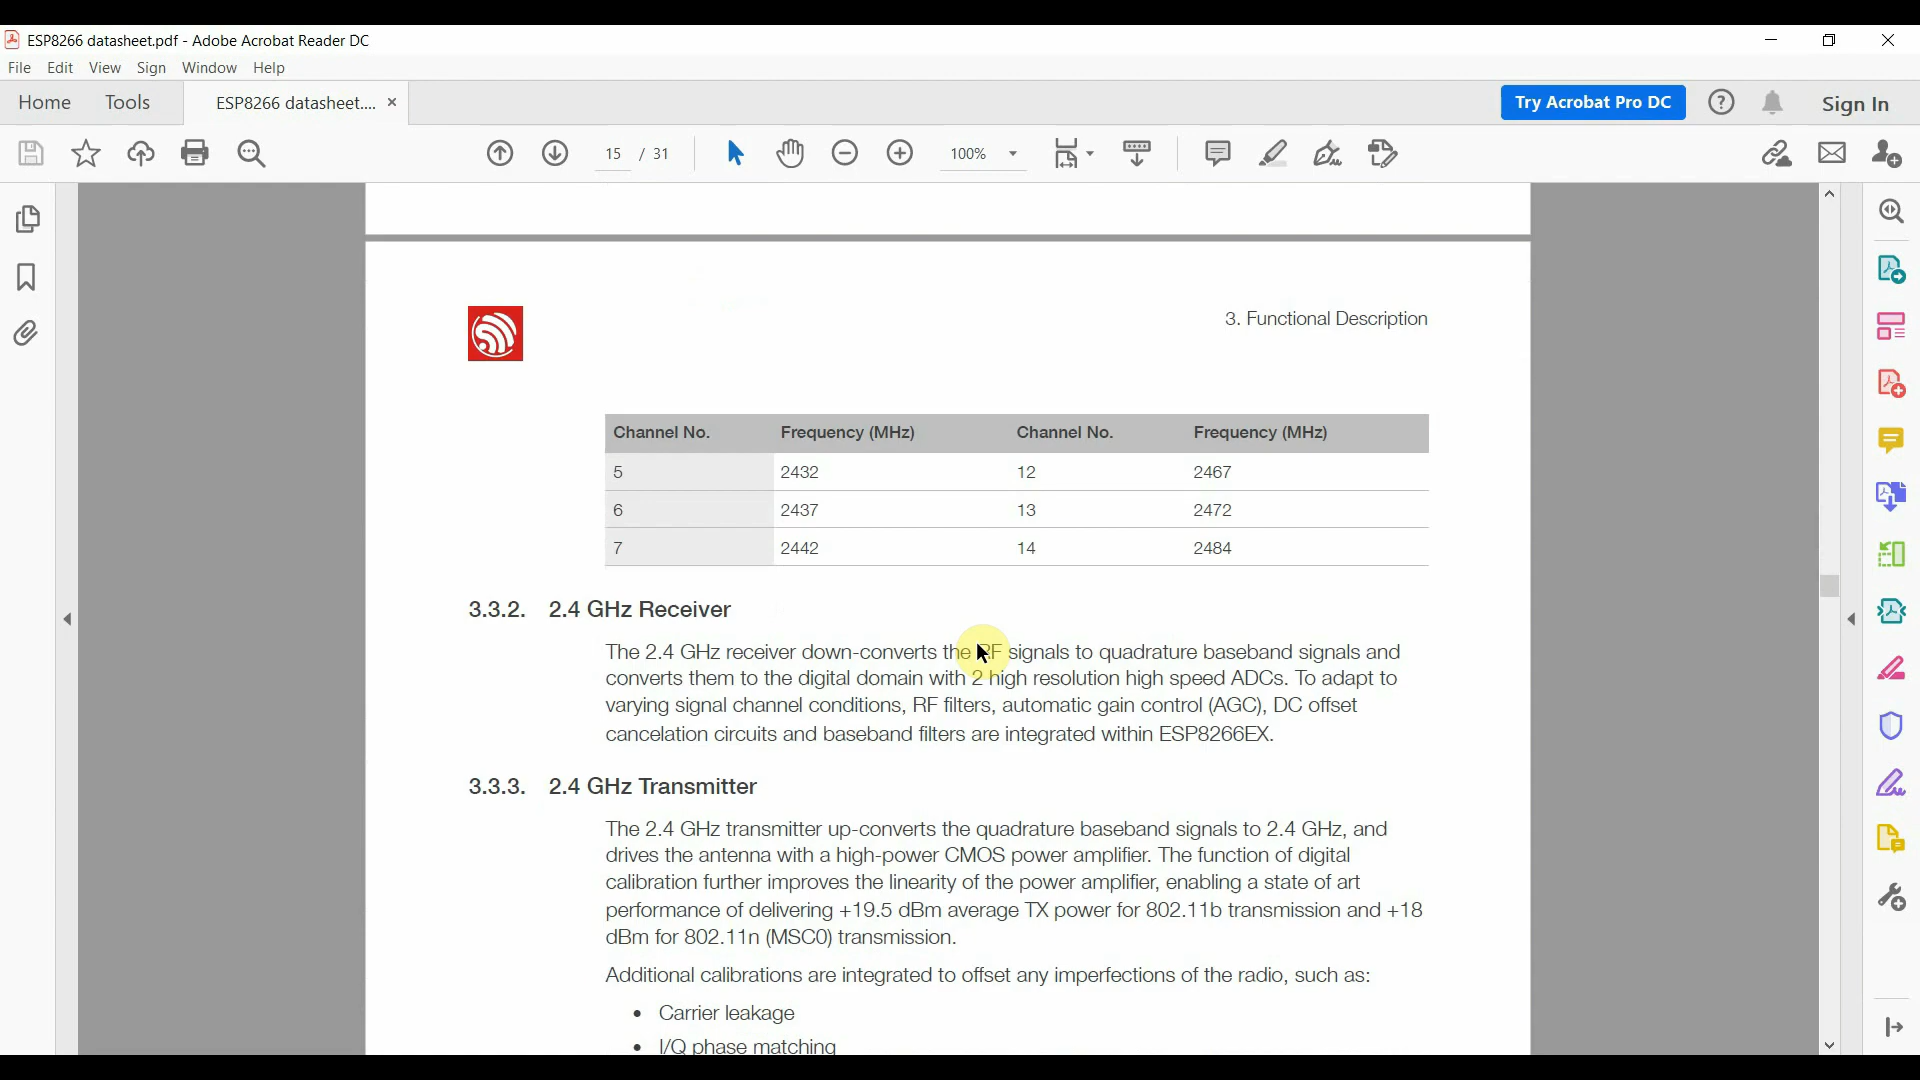 ESP8266 datasheet.pdf - Adobe Acrobat Reader DC
File Edit View Sign Window Help
Home Tools ESP8266 datasheet.... × Try Acrobat Pro DC Sign In
15 / 31 100%
3. Functional Description
Channel No. Frequency (MHz) Channel No. Frequency (MHz)
5 2432 12 2467
6 2437 13 2472
7 2442 14 2484
3.3.2. 2.4 GHz Receiver
The 2.4 GHz receiver down-converts the RF signals to quadrature baseband signals and
converts them to the digital domain with 2 high resolution high speed ADCs. To adapt to
varying signal channel conditions, RF filters, automatic gain control (AGC), DC offset
cancelation circuits and baseband filters are integrated within ESP8266EX.
3.3.3. 2.4 GHz Transmitter
The 2.4 GHz transmitter up-converts the quadrature baseband signals to 2.4 GHz, and
drives the antenna with a high-power CMOS power amplifier. The function of digital
calibration further improves the linearity of the power amplifier, enabling a state of art
performance of delivering +19.5 dBm average TX power for 802.11b transmission and +18
dBm for 802.11n (MSC0) transmission.
Additional calibrations are integrated to offset any imperfections of the radio, such as:
• Carrier leakage
• I/Q phase matching